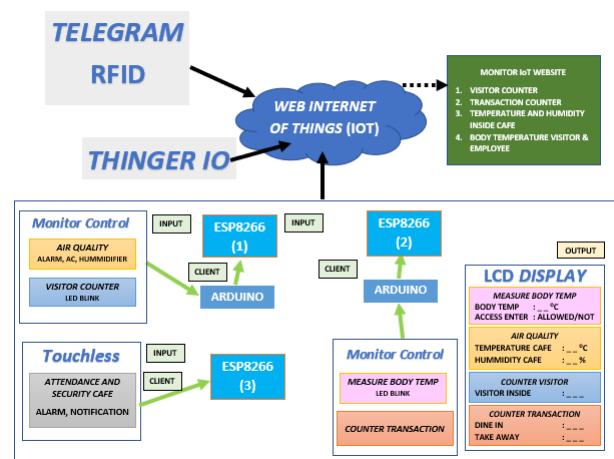 TELEGRAM
RFID
THINGER IO
WEB INTERNET
OF THINGS (IOT)
MONITOR IoT WEBSITE
1. VISITOR COUNTER
2. TRANSACTION COUNTER
3. TEMPERATURE AND HUMIDITY
INSIDE CAFE
4. BODY TEMPERATURE VISITOR &
EMPLOYEE
Monitor Control
AIR QUALITY
ALARM, AC, HUMMIDIFIER
VISITOR COUNTER
LED BLINK
INPUT
ESP8266
(1)
CLIENT
ARDUINO
INPUT
ESP8266
(2)
CLIENT
ARDUINO
Touchless
ATTENDANCE AND
SECURITY CAFE
ALARM, NOTIFICATION
INPUT
CLIENT
ESP8266
(3)
Monitor Control
MEASURE BODY TEMP
LED BLINK
COUNTER TRANSACTION
OUTPUT
LCD DISPLAY
MEASURE BODY TEMP
BODY TEMP : _ _ ⁰C
ACCESS ENTER : ALLOWED/NOT
AIR QUALITY
TEMPERATURE CAFE : _ _ ⁰C
HUMMIDITY CAFE : _ _ %
COUNTER VISITOR
VISITOR INSIDE : _ _ _
COUNTER TRANSACTION
DINE IN : _ _ _
TAKE AWAY : _ _ _